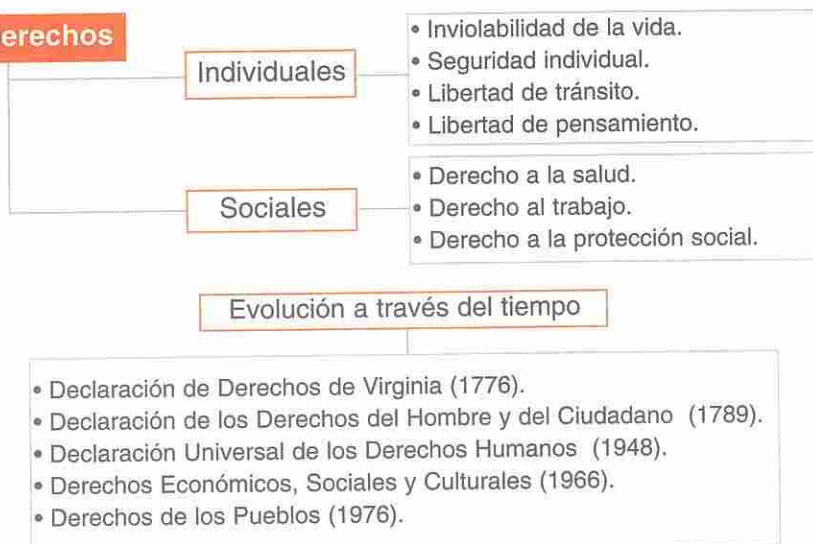 erechos
Individuales
• Inviolabilidad de la vida.
• Seguridad individual.
• Libertad de tránsito.
• Libertad de pensamiento.
Sociales
• Derecho a la salud.
• Derecho al trabajo.
• Derecho a la protección social.
Evolución a través del tiempo
• Declaración de Derechos de Virginia (1776).
• Declaración de los Derechos del Hombre y del Ciudadano (1789).
• Declaración Universal de los Derechos Humanos (1948).
• Derechos Económicos, Sociales y Culturales (1966).
• Derechos de los Pueblos (1976).